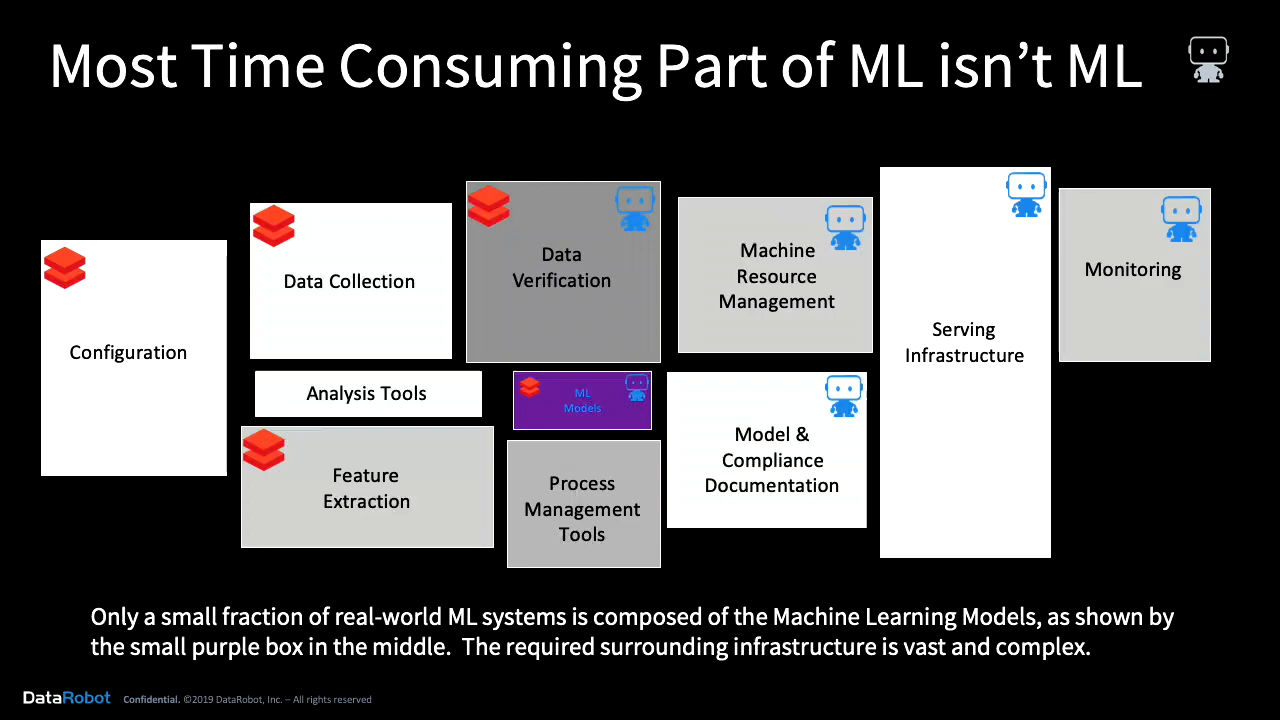 Most Time Consuming Part of ML isn’t ML
Configuration
Data Collection
Analysis Tools
Feature
Extraction
Data
Verification
ML
Models
Process
Management
Tools
Machine
Resource
Management
Model &
Compliance
Documentation
Serving
Infrastructure
Monitoring
Only a small fraction of real-world ML systems is composed of the Machine Learning Models, as shown by
the small purple box in the middle.  The required surrounding infrastructure is vast and complex.
DataRobot Confidential. ©2019 DataRobot, Inc. – All rights reserved